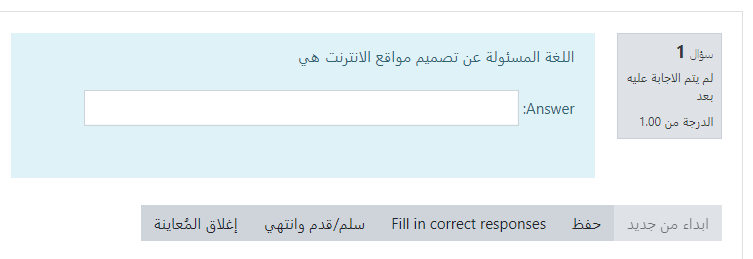 سؤال 1
لم يتم الاجابة عليه
بعد
الدرجة من 1.00
اللغة المسئولة عن تصميم مواقع الانترنت هي
Answer:
ابداء من جديد
حفظ
Fill in correct responses
سلم/قدم وانتهي
إغلاق المُعاينة